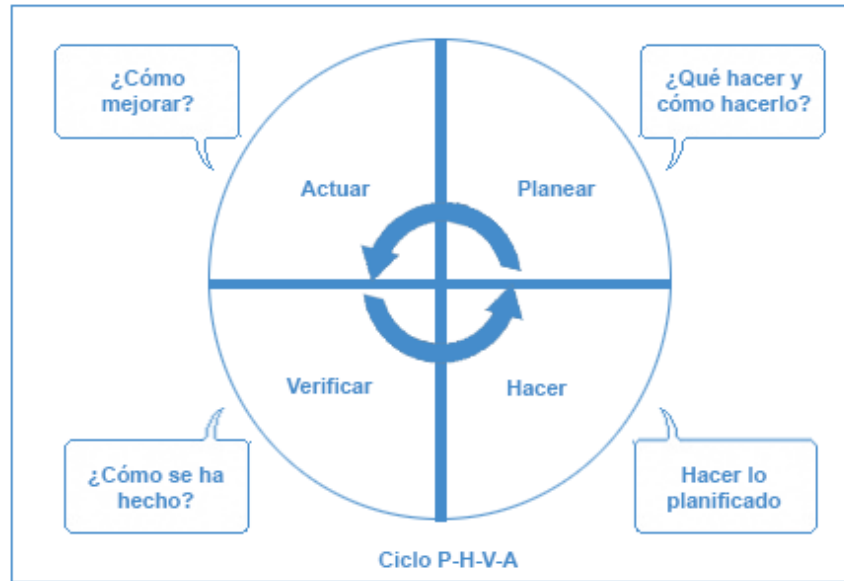 ¿Cómo
mejorar?
¿Qué hacer y
cómo hacerlo?
Actuar
Planear
Verificar
Hacer
¿Cómo se ha
hecho?
Hacer lo
planificado
Ciclo P-H-V-A